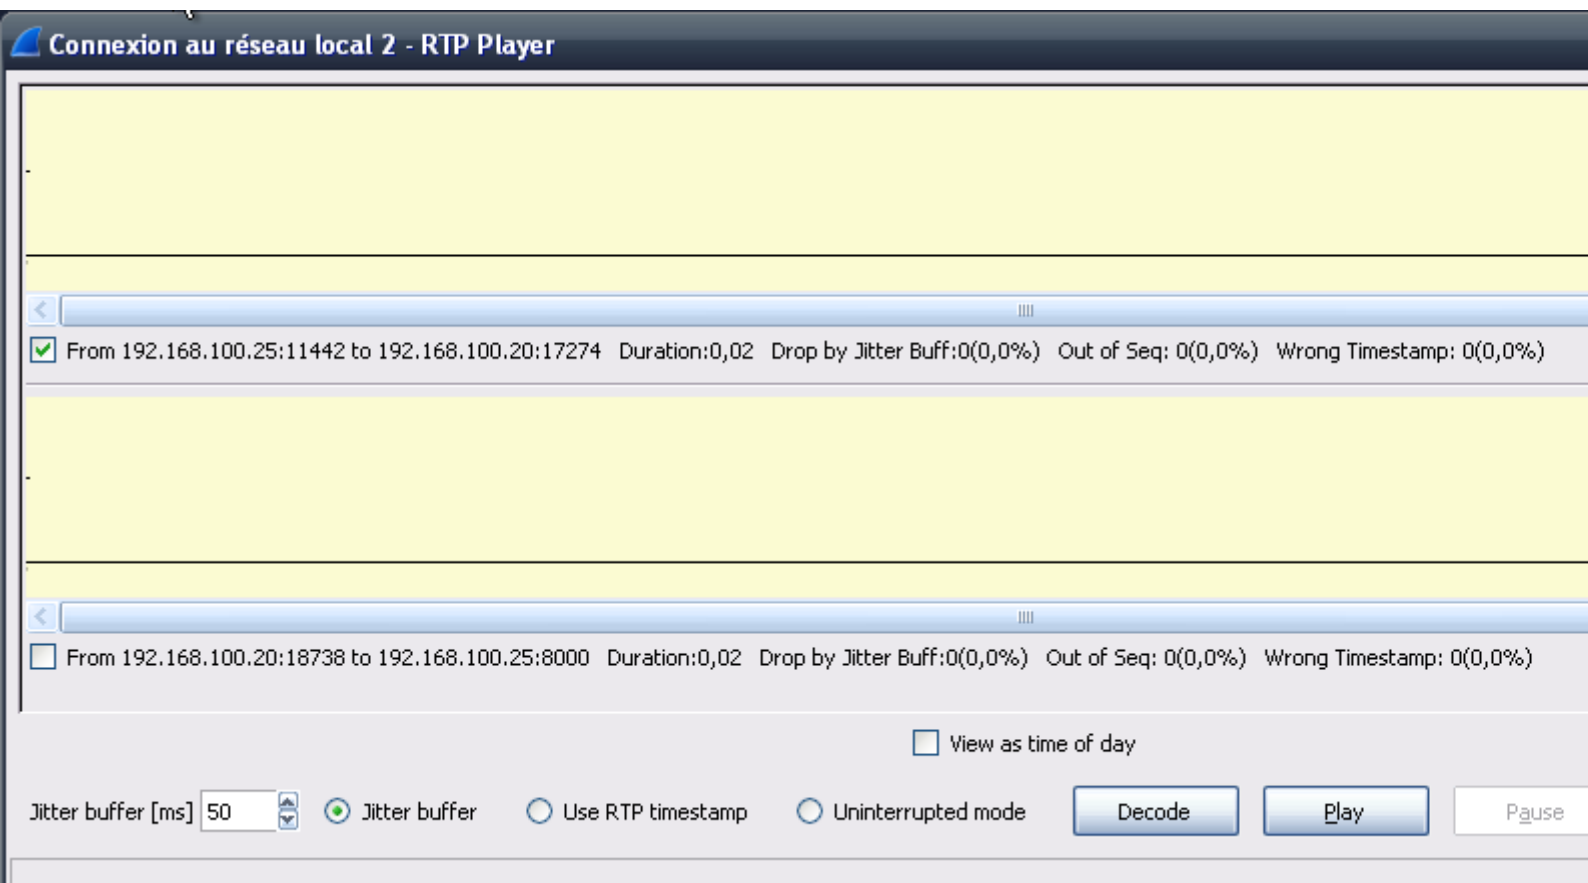 Connexion au réseau local 2 - RTP Player
From 192.168.100.25:11442 to 192.168.100.20:17274 Duration:0,02 Drop by Jitter Buff:0(0,0%) Out of Seq: 0(0,0%) Wrong Timestamp: 0(0,0%)
From 192.168.100.20:18738 to 192.168.100.25:8000 Duration:0,02 Drop by Jitter Buff:0(0,0%) Out of Seq: 0(0,0%) Wrong Timestamp: 0(0,0%)
View as time of day
Jitter buffer [ms] 50 Jitter buffer Use RTP timestamp Uninterrupted mode Decode Play Pause